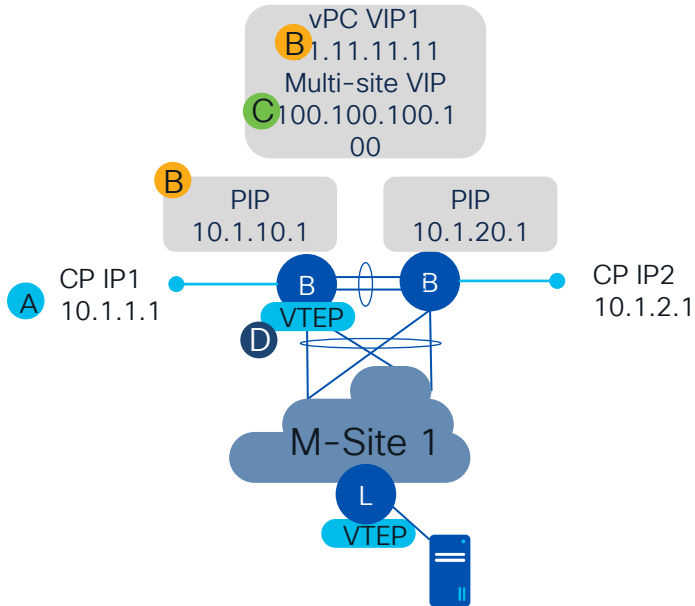 vPC VIP1
B
1.11.11.11
Multi-site VIP
C
100.100.100.1
00
B
PIP
10.1.10.1
PIP
10.1.20.1
A
CP IP1
10.1.1.1
B
B
CP IP2
10.1.2.1
VTEP
D
M-Site 1
L
VTEP